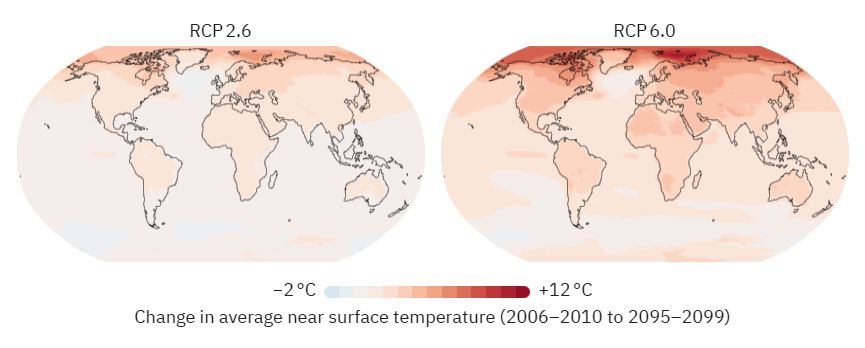 RCP 2.6
RCP 6.0
−2 °C
+12 °C
Change in average near surface temperature (2006–2010 to 2095–2099)